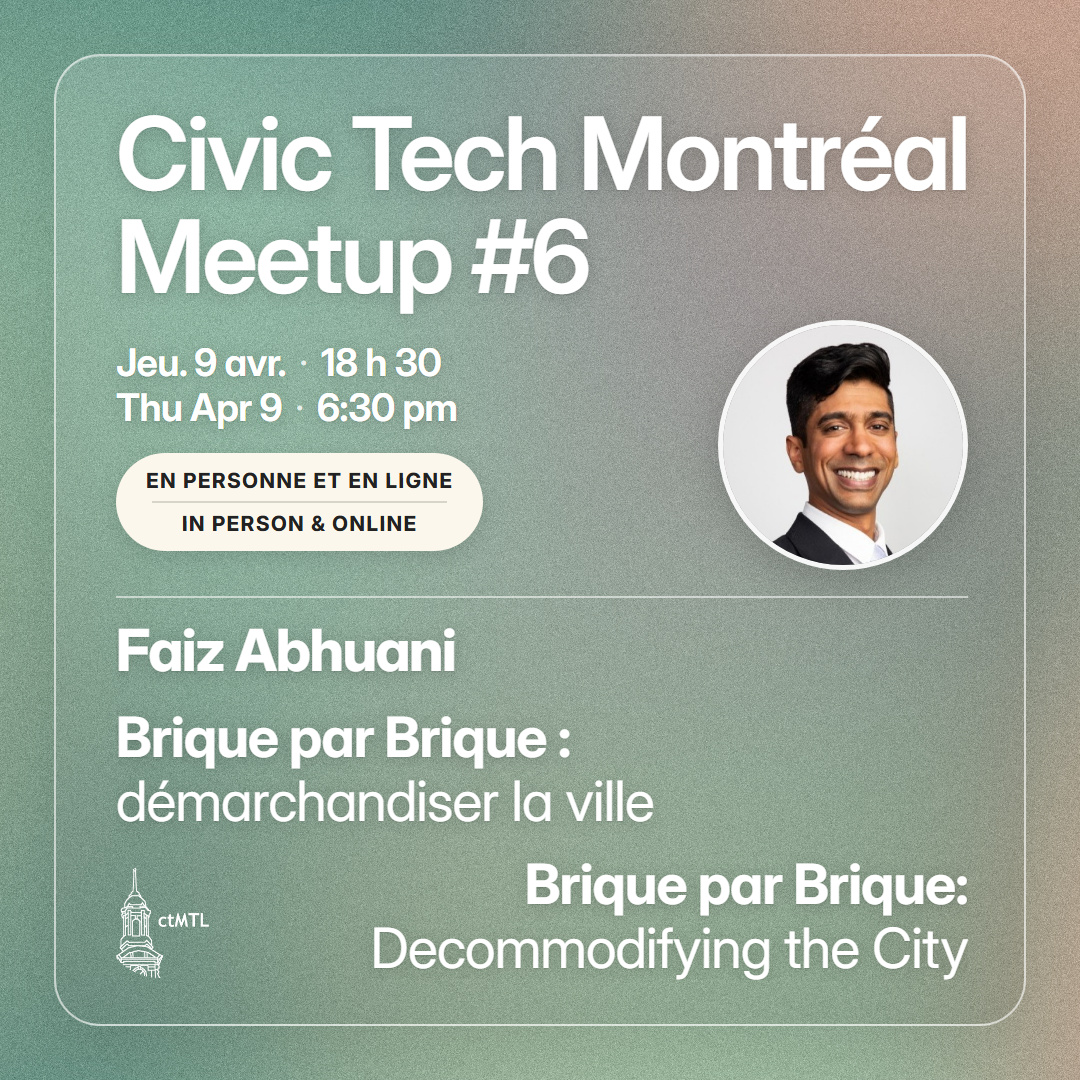 Civic Tech Montréal
Meetup #6
Jeu. 9 avr. · 18 h 30
Thu Apr 9 · 6:30 pm
EN PERSONNE ET EN LIGNE
IN PERSON & ONLINE
Faiz Abhuani
Brique par Brique :
démarchandiser la ville
Brique par Brique:
Decommodifying the City
ctMTL